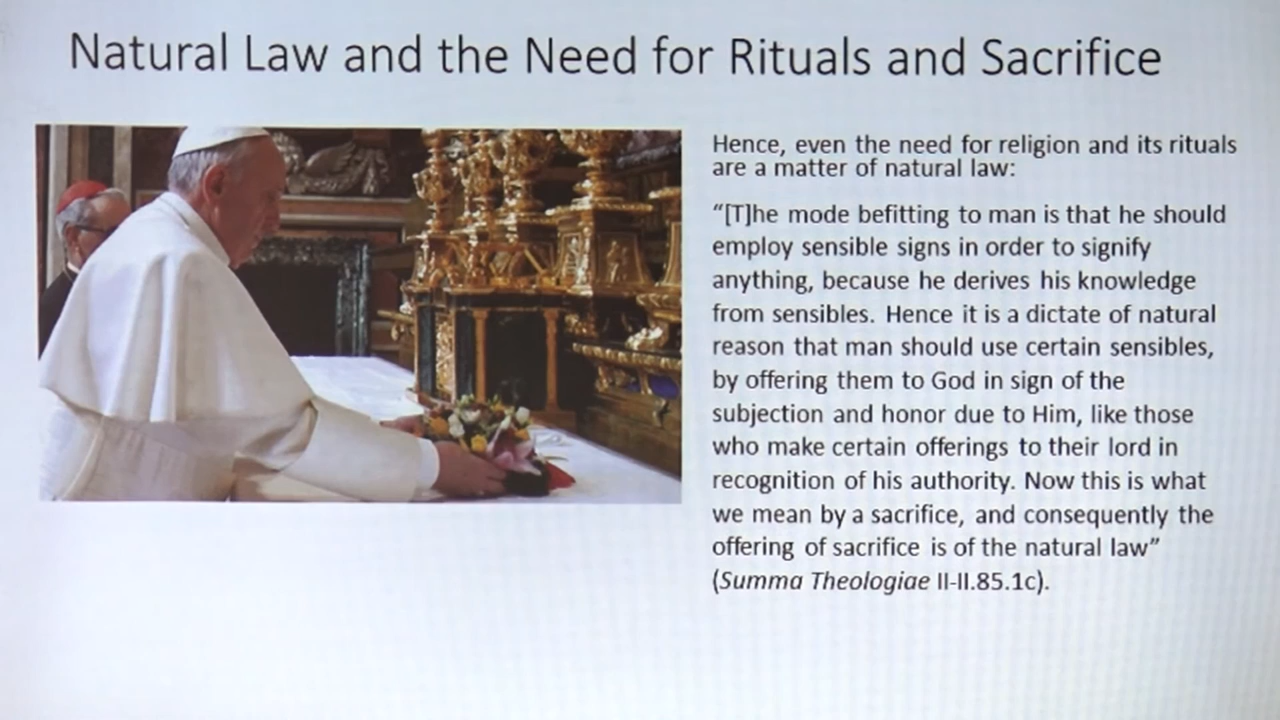 Natural Law and the Need for Rituals and Sacrifice
Hence, even the need for religion and its rituals
are a matter of natural law:
“[T]he mode befitting to man is that he should
employ sensible signs in order to signify
anything, because he derives his knowledge
from sensibles. Hence it is a dictate of natural
reason that man should use certain sensibles,
by offering them to God in sign of the
subjection and honor due to Him, like those
who make certain offerings to their lord in
recognition of his authority. Now this is what
we mean by a sacrifice, and consequently the
offering of sacrifice is of the natural law”
(Summa Theologiae II-II.85.1c).